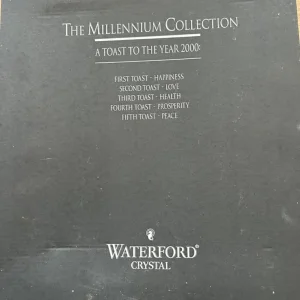 THE MILLENNIUM COLLECTION
A TOAST TO THE YEAR 2000:
FIRST TOAST - HAPPINESS
SECOND TOAST - LOVE
THIRD TOAST - HEALTH
FOURTH TOAST - PROSPERITY
FIFTH TOAST - PEACE
WATERFORD®
CRYSTAL